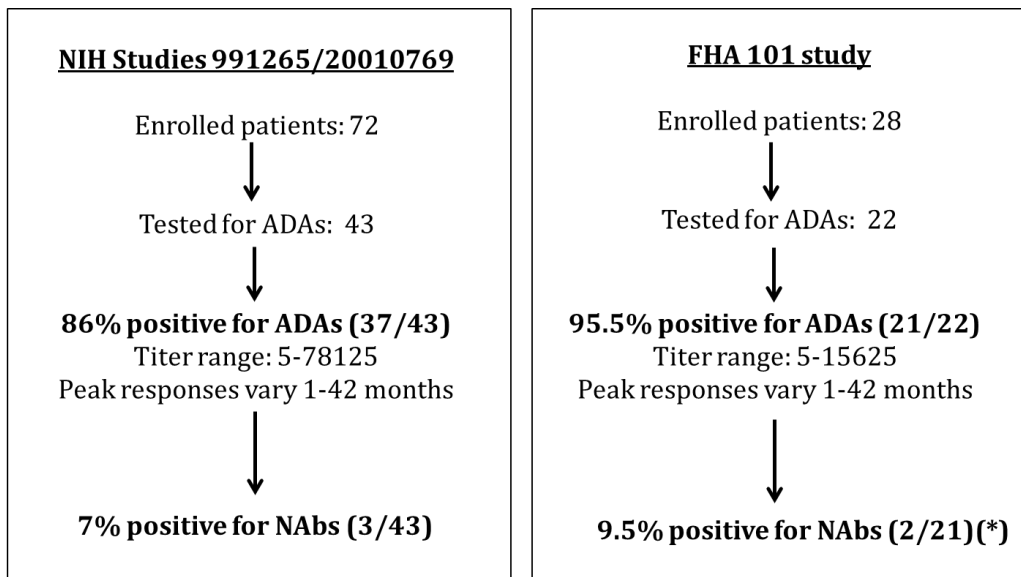 NIH Studies 991265/20010769
Enrolled patients: 72
Tested for ADAs: 43
86% positive for ADAs (37/43)
Titer range: 5-78125
Peak responses vary 1-42 months
7% positive for NAbs (3/43)
FHA 101 study
Enrolled patients: 28
Tested for ADAs: 22
95.5% positive for ADAs (21/22)
Titer range: 5-15625
Peak responses vary 1-42 months
9.5% positive for NAbs (2/21)(*)